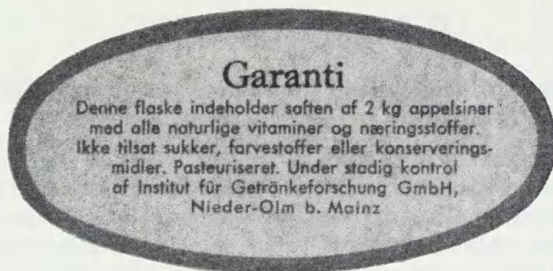 Garanti
Denne flaske indeholder saften af 2 kg appelsiner
med alle naturlige vitaminer og næringsstoffer.
Ikke tilsat sukker, farvestoffer eller konserverings-
midler. Pasteuriseret. Under stadig kontrol
af Institut für Getränkeforschung GmbH,
Nieder-Olm b. Mainz